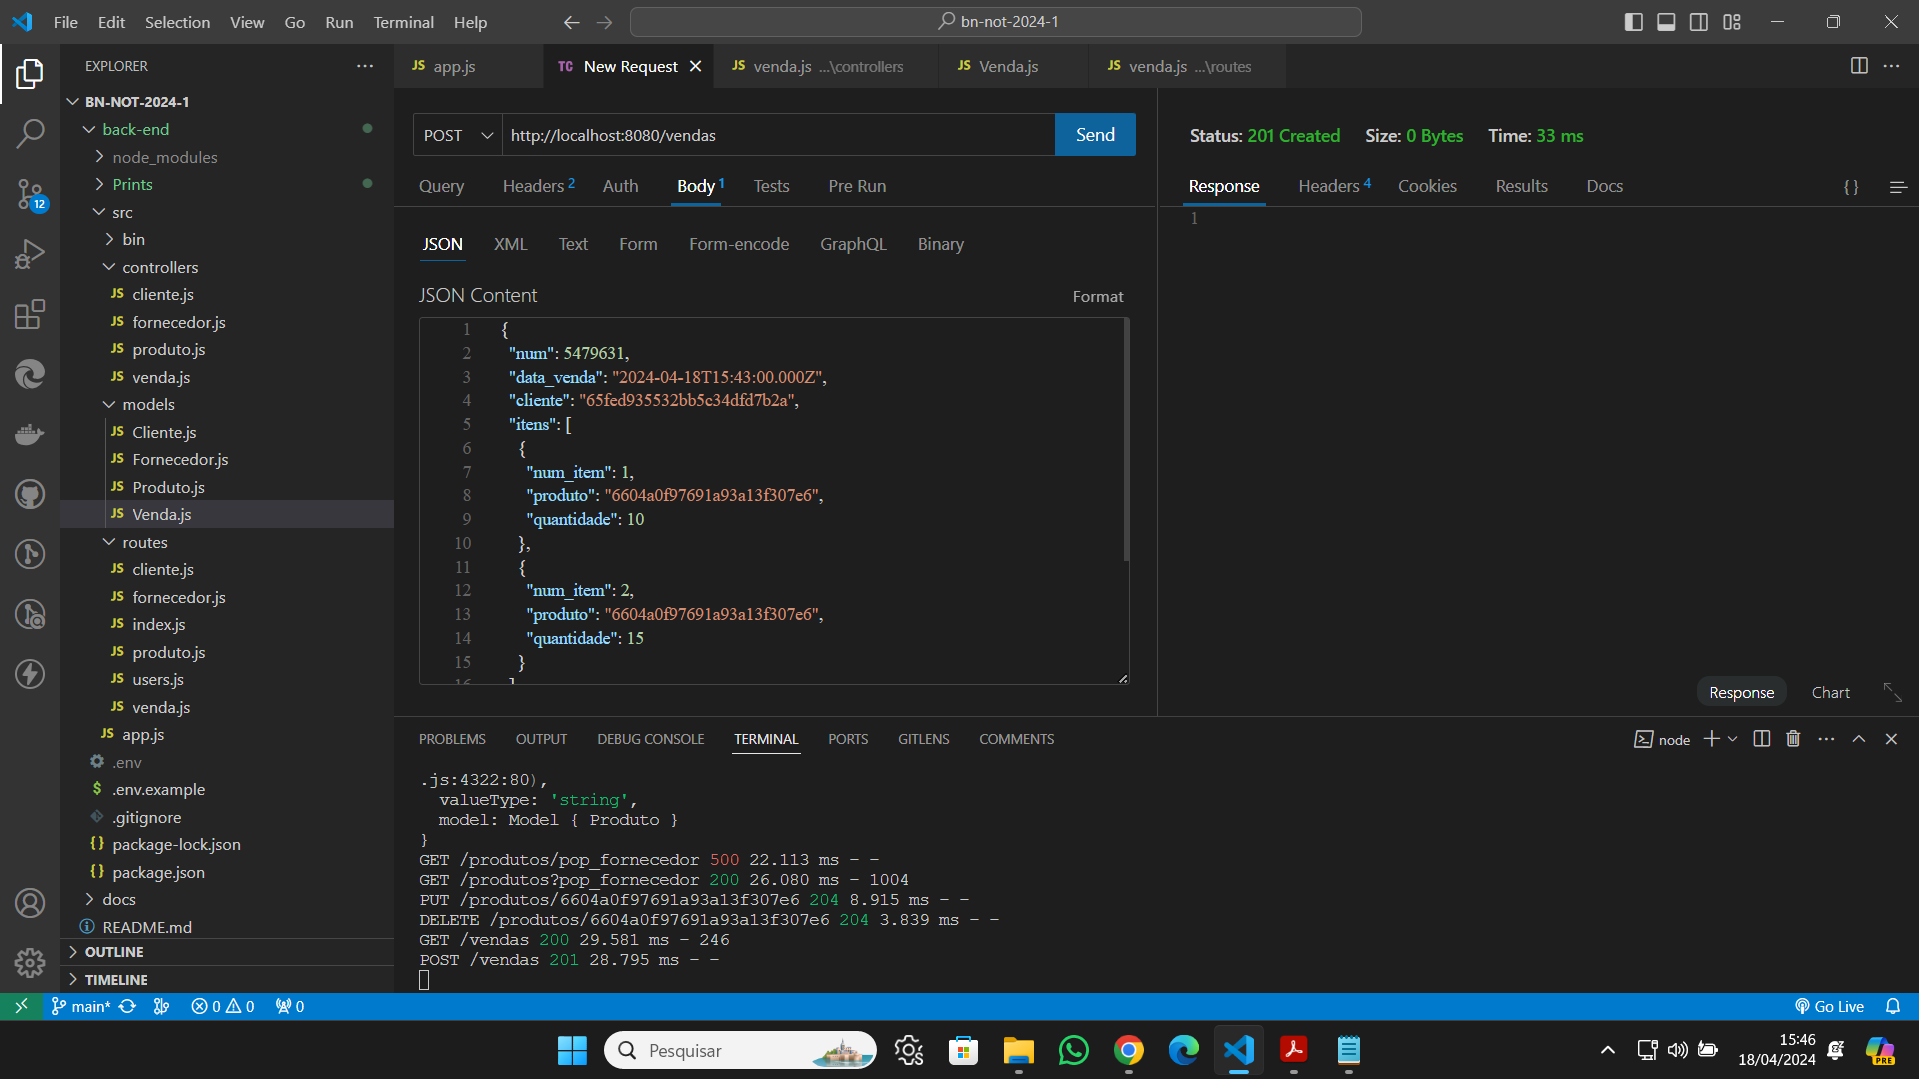 File Edit Selection View Go Run Terminal Help
bn-not-2024-1
EXPLORER
BN-NOT-2024-1
back-end
node_modules
Prints
src
bin
controllers
JS cliente.js
JS fornecedor.js
JS produto.js
JS venda.js
models
JS Cliente.js
JS Fornecedor.js
JS Produto.js
JS Venda.js
routes
JS cliente.js
JS fornecedor.js
JS index.js
JS produto.js
JS users.js
JS venda.js
JS app.js
.env
$ .env.example
.gitignore
{} package-lock.json
{} package.json
docs
README.md
OUTLINE
TIMELINE
12
JS app.js
TC New Request
JS venda.js ...\controllers
JS Venda.js
JS venda.js ...\routes
POST http://localhost:8080/vendas Send
Query Headers 2 Auth Body 1 Tests Pre Run
JSON XML Text Form Form-encode GraphQL Binary
JSON Content Format
1 {
2 "num": 5479631,
3 "data_venda": "2024-04-18T15:43:00.000Z",
4 "cliente": "65fed935532bb5c34dfd7b2a",
5 "itens": [
6 {
7 "num_item": 1,
8 "produto": "6604a0f97691a93a13f307e6",
9 "quantidade": 10
10 },
11 {
12 "num_item": 2,
13 "produto": "6604a0f97691a93a13f307e6",
14 "quantidade": 15
15 }
16 ]
Status: 201 Created Size: 0 Bytes Time: 33 ms
Response Headers 4 Cookies Results Docs {}
1
Response Chart
PROBLEMS OUTPUT DEBUG CONSOLE TERMINAL PORTS GITLENS COMMENTS
node
.js:4322:80),
valueType: 'string',
model: Model { Produto }
}
GET /produtos/pop_fornecedor 500 22.113 ms - -
GET /produtos?pop_fornecedor 200 26.080 ms - 1004
PUT /produtos/6604a0f97691a93a13f307e6 204 8.915 ms - -
DELETE /produtos/6604a0f97691a93a13f307e6 204 3.839 ms - -
GET /vendas 200 29.581 ms - 246
POST /vendas 201 28.795 ms - -
main* 0 0 0 Go Live
Pesquisar
15:46
18/04/2024
PRE